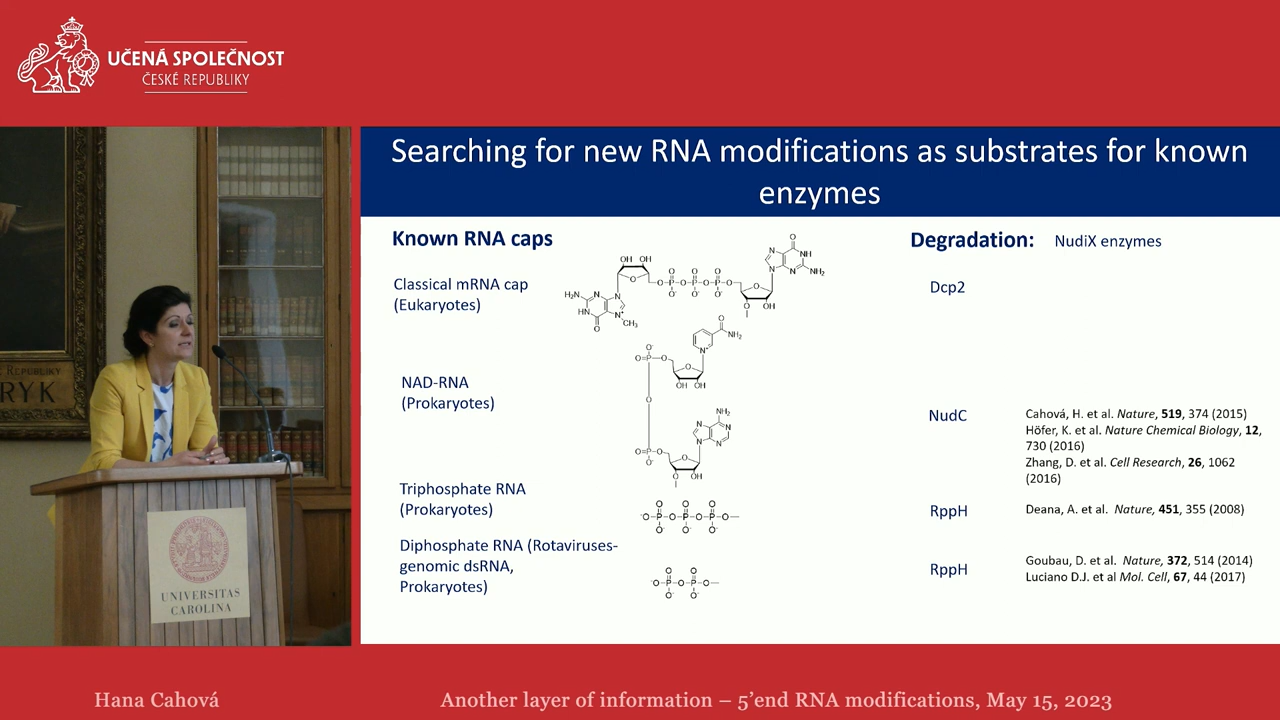 UČENÁ SPOLEČNOST
ČESKÉ REPUBLIKY
Searching for new RNA modifications as substrates for known
enzymes
Known RNA caps
Degradation: NudiX enzymes
Classical mRNA cap
(Eukaryotes)
Dcp2
NAD-RNA
(Prokaryotes)
NudC
Cahová, H. et al. Nature, 519, 374 (2015)
Höfer, K. et al. Nature Chemical Biology, 12,
730 (2016)
Zhang, D. et al. Cell Research, 26, 1062
(2016)
Triphosphate RNA
(Prokaryotes)
RppH
Deana, A. et al. Nature, 451, 355 (2008)
Diphosphate RNA (Rotaviruses-
genomic dsRNA,
Prokaryotes)
RppH
Goubau, D. et al. Nature, 372, 514 (2014)
Luciano D.J. et al Mol. Cell, 67, 44 (2017)
REPUBLIKY
RYK
UNIVERSITAS
CAROLINA
Hana Cahová
Another layer of information – 5’end RNA modifications, May 15, 2023